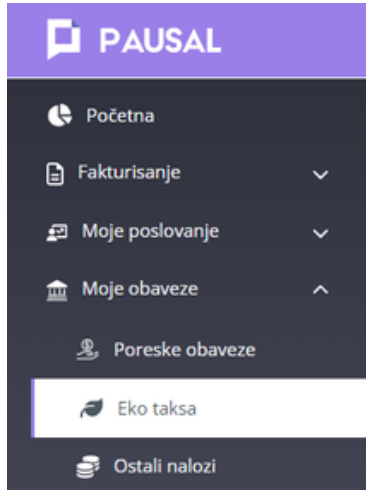 PAUSAL
Početna
Fakturisanje
Moje poslovanje
Moje obaveze
Poreske obaveze
Eko taksa
Ostali nalozi